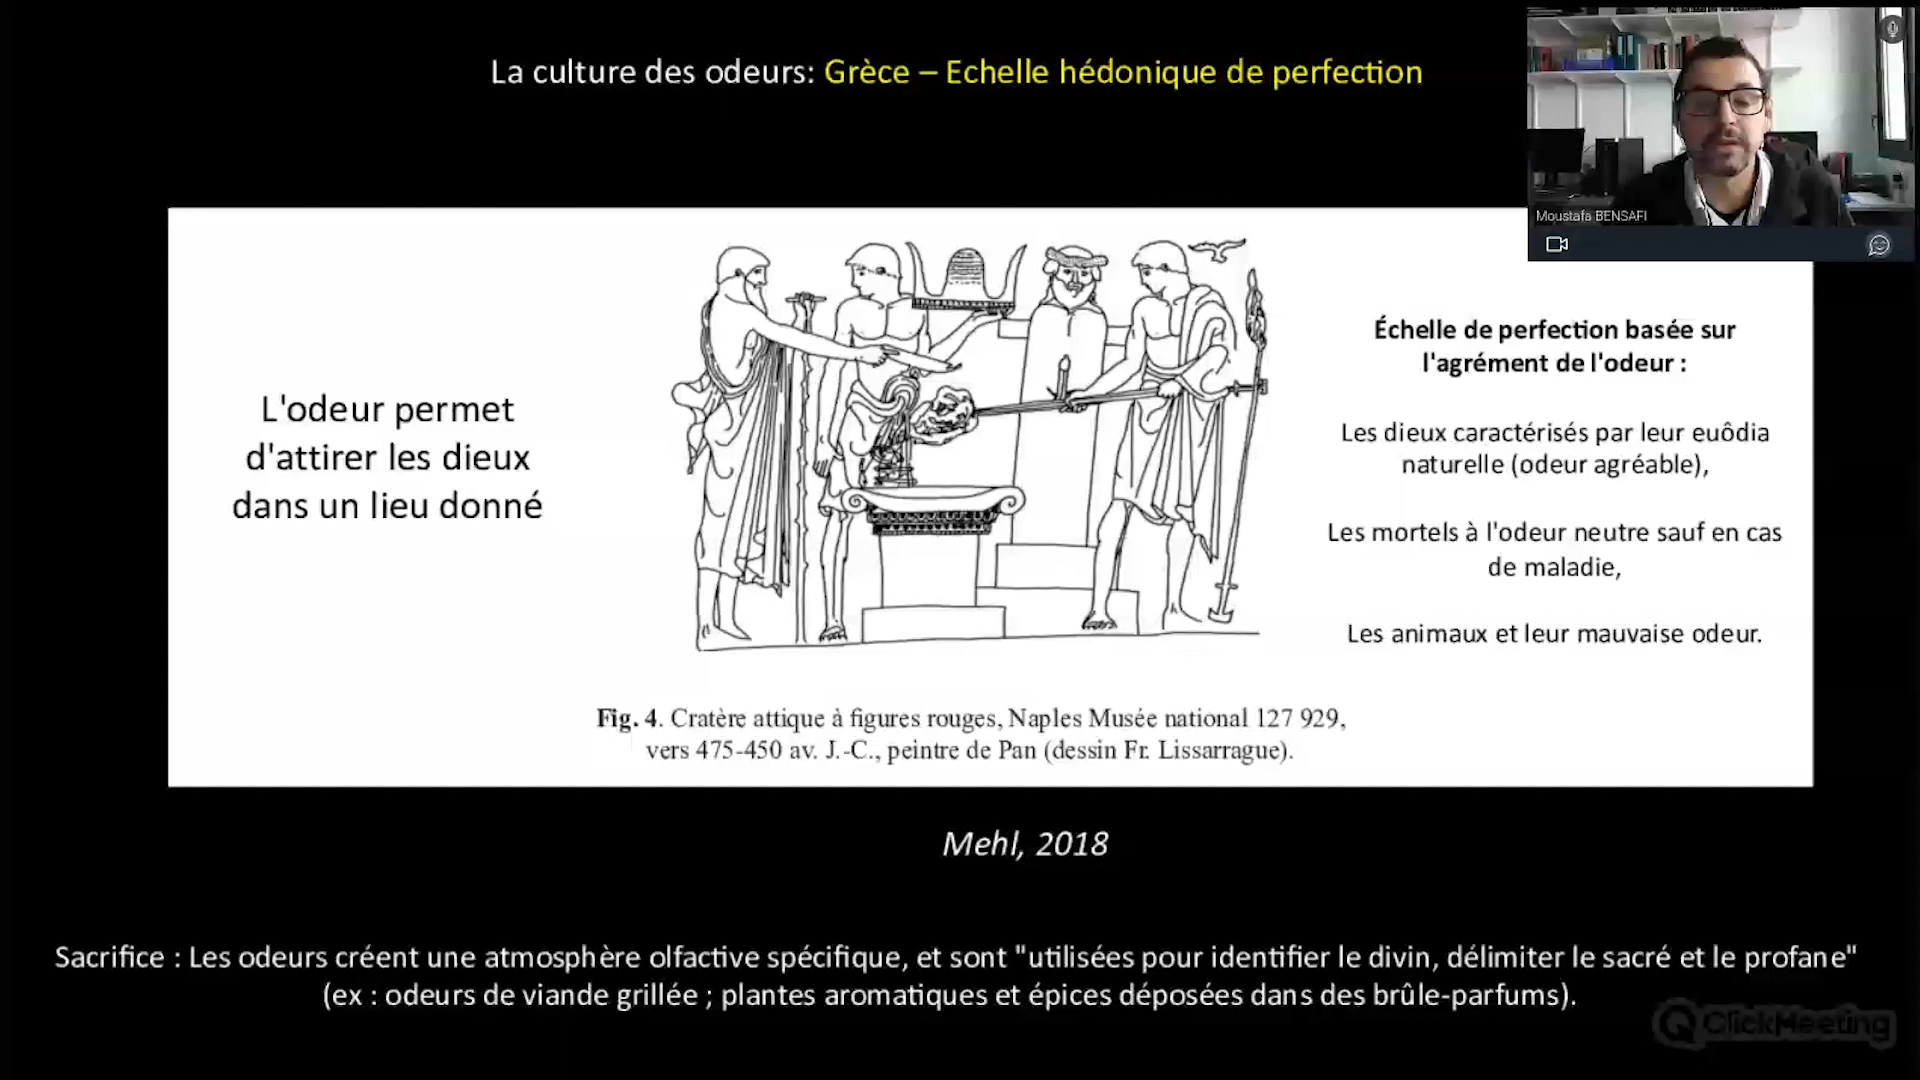 La culture des odeurs: Grèce – Echelle hédonique de perfection
Moustafa BENSAFI
L'odeur permet
d'attirer les dieux
dans un lieu donné
Échelle de perfection basée sur
l'agrément de l'odeur :
Les dieux caractérisés par leur euôdia
naturelle (odeur agréable),
Les mortels à l'odeur neutre sauf en cas
de maladie,
Les animaux et leur mauvaise odeur.
Fig. 4. Cratère attique à figures rouges, Naples Musée national 127 929,
vers 475-450 av. J.-C., peintre de Pan (dessin Fr. Lissarrague).
Mehl, 2018
Sacrifice : Les odeurs créent une atmosphère olfactive spécifique, et sont "utilisées pour identifier le divin, délimiter le sacré et le profane"
(ex : odeurs de viande grillée ; plantes aromatiques et épices déposées dans des brûle-parfums).
ClickMeeting